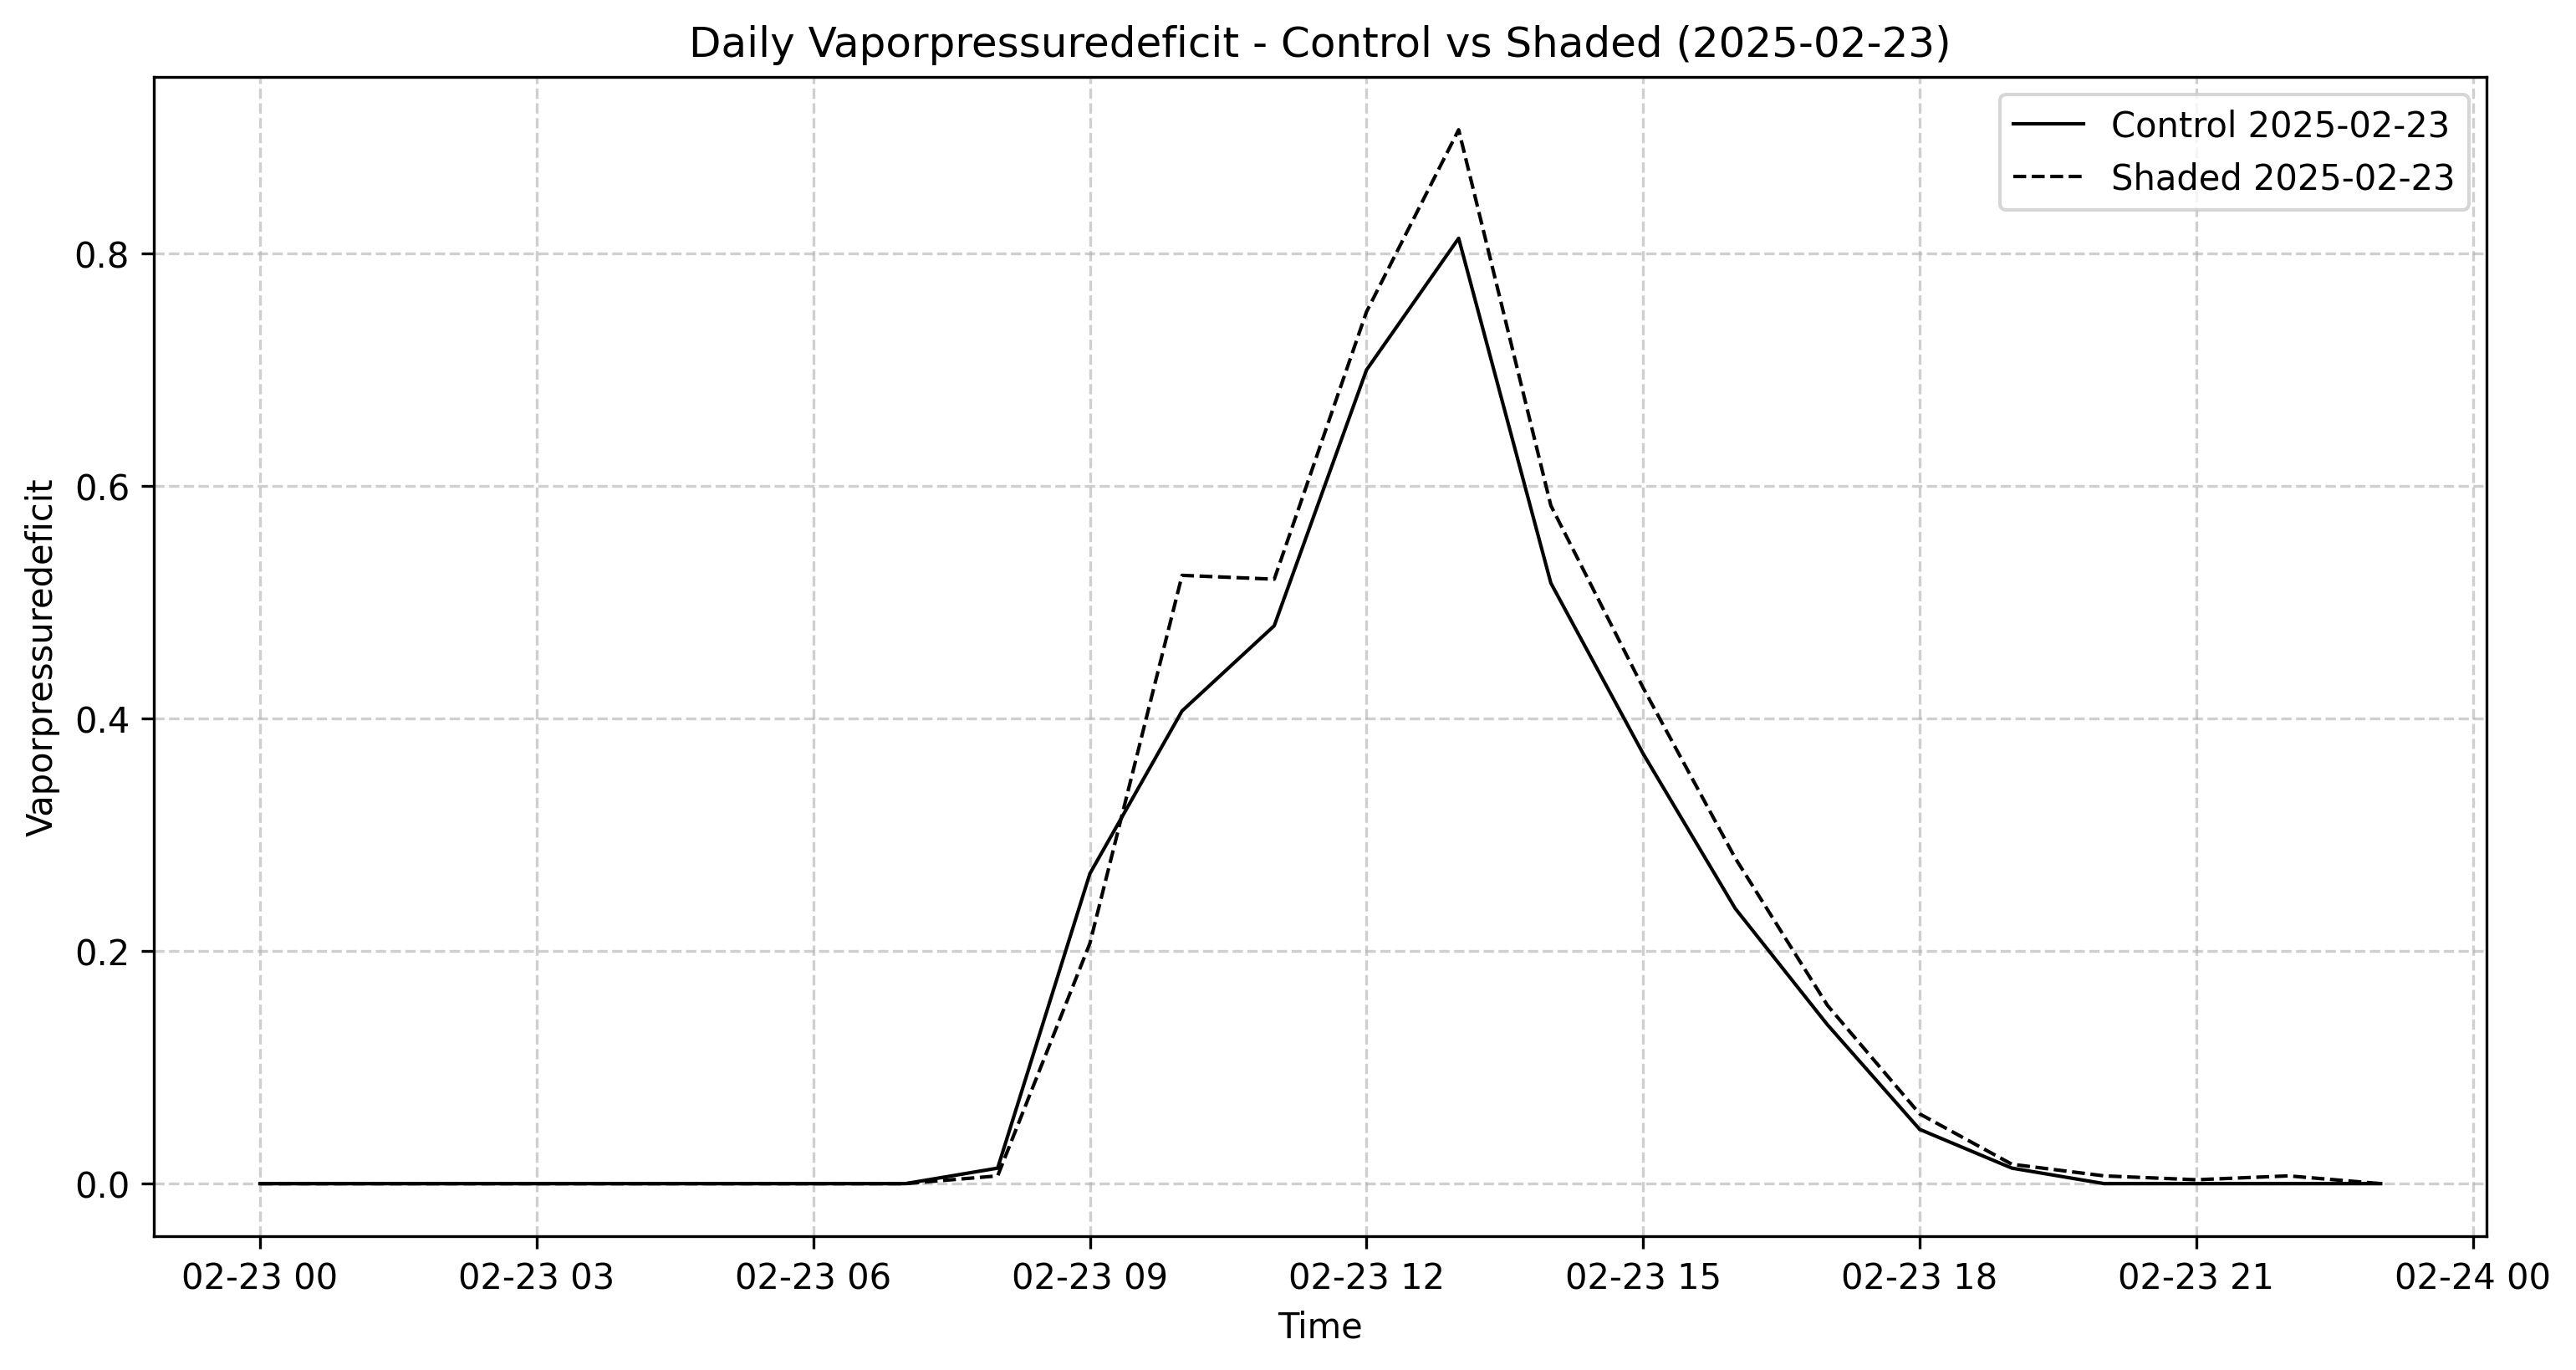 Daily Vaporpressuredeficit - Control vs Shaded (2025-02-23)
Control 2025-02-23
Shaded 2025-02-23
Vaporpressuredeficit
0.8
0.6
0.4
0.2
0.0
02-23 00 02-23 03 02-23 06 02-23 09 02-23 12 02-23 15 02-23 18 02-23 21 02-24 00
Time